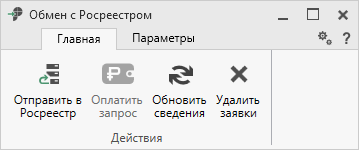 Обмен с Росреестром
Главная Параметры ?
Отправить в Росреестр
Оплатить запрос
Обновить сведения
Удалить заявки
Действия